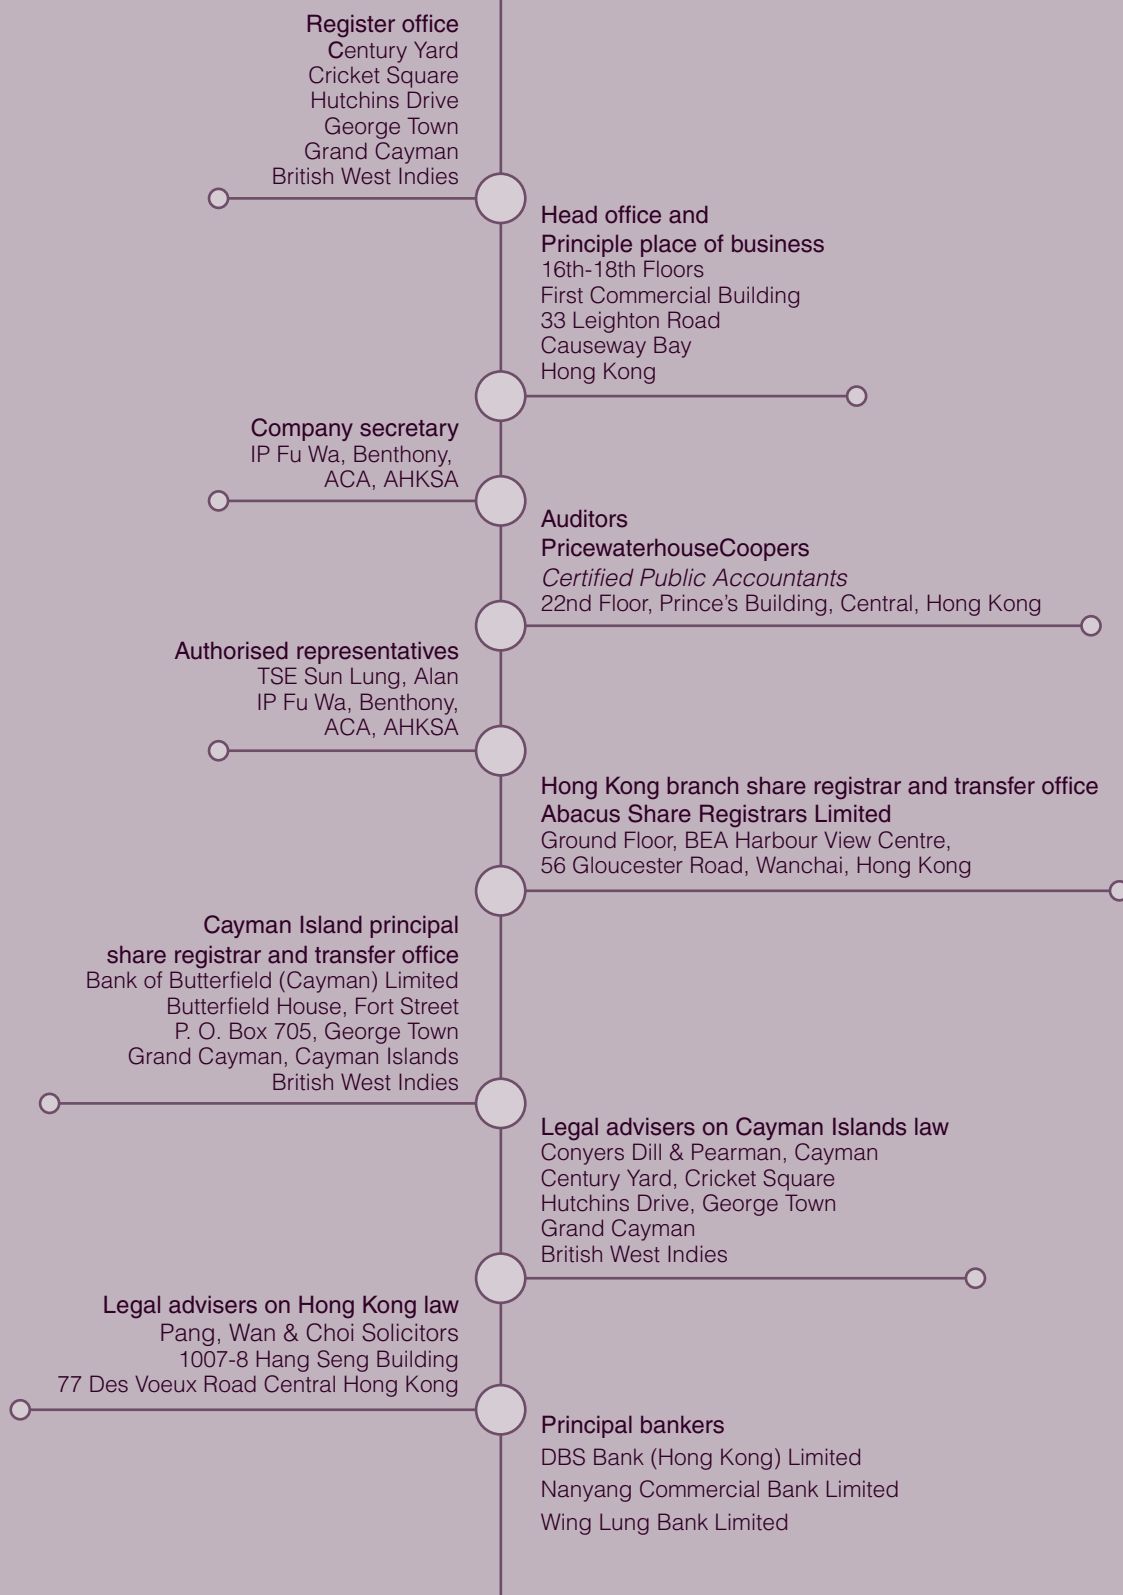 Register office
Century Yard
Cricket Square
Hutchins Drive
George Town
Grand Cayman
British West Indies
Head office and
Principle place of business
16th-18th Floors
First Commercial Building
33 Leighton Road
Causeway Bay
Hong Kong
Company secretary
IP Fu Wa, Benthony,
ACA, AHKSA
Auditors
PricewaterhouseCoopers
Certified Public Accountants
22nd Floor, Prince’s Building, Central, Hong Kong
Authorised representatives
TSE Sun Lung, Alan
IP Fu Wa, Benthony,
ACA, AHKSA
Hong Kong branch share registrar and transfer office
Abacus Share Registrars Limited
Ground Floor, BEA Harbour View Centre,
56 Gloucester Road, Wanchai, Hong Kong
Cayman Island principal
share registrar and transfer office
Bank of Butterfield (Cayman) Limited
Butterfield House, Fort Street
P. O. Box 705, George Town
Grand Cayman, Cayman Islands
British West Indies
Legal advisers on Cayman Islands law
Conyers Dill & Pearman, Cayman
Century Yard, Cricket Square
Hutchins Drive, George Town
Grand Cayman
British West Indies
Legal advisers on Hong Kong law
Pang, Wan & Choi Solicitors
1007-8 Hang Seng Building
77 Des Voeux Road Central Hong Kong
Principal bankers
DBS Bank (Hong Kong) Limited
Nanyang Commercial Bank Limited
Wing Lung Bank Limited